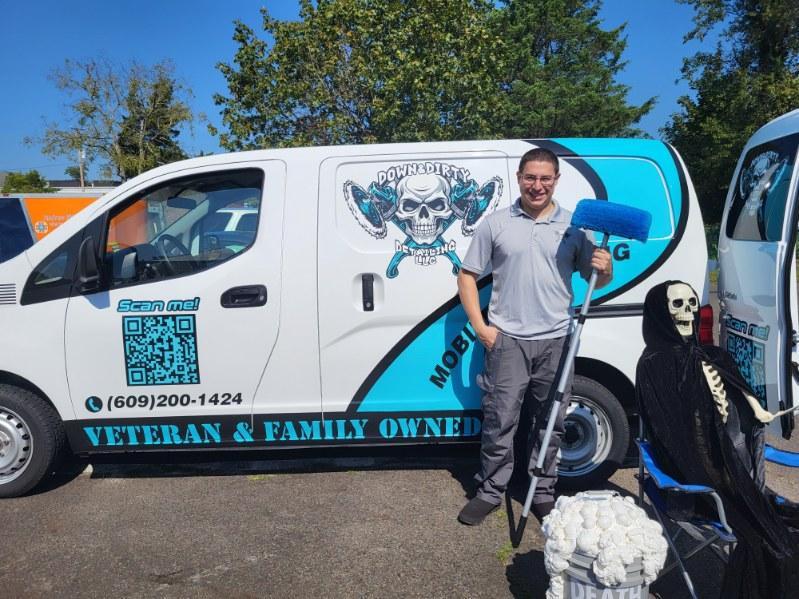 DOWN&DIRTY
DETAILING
LLC
Scan me!
(609)200-1424
MOBI
G
VETERAN & FAMILY OWNED
Scan me!
DEATH